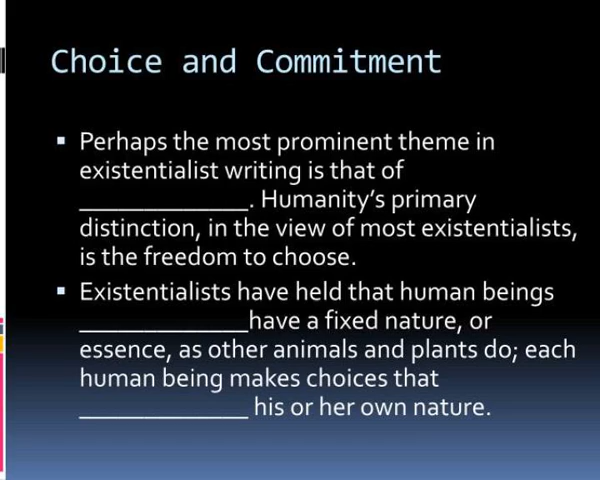 Choice and Commitment
▪ Perhaps the most prominent theme in
existentialist writing is that of
_____________. Humanity’s primary
distinction, in the view of most existentialists,
is the freedom to choose.
▪ Existentialists have held that human beings
_____________have a fixed nature, or
essence, as other animals and plants do; each
human being makes choices that
_____________ his or her own nature.